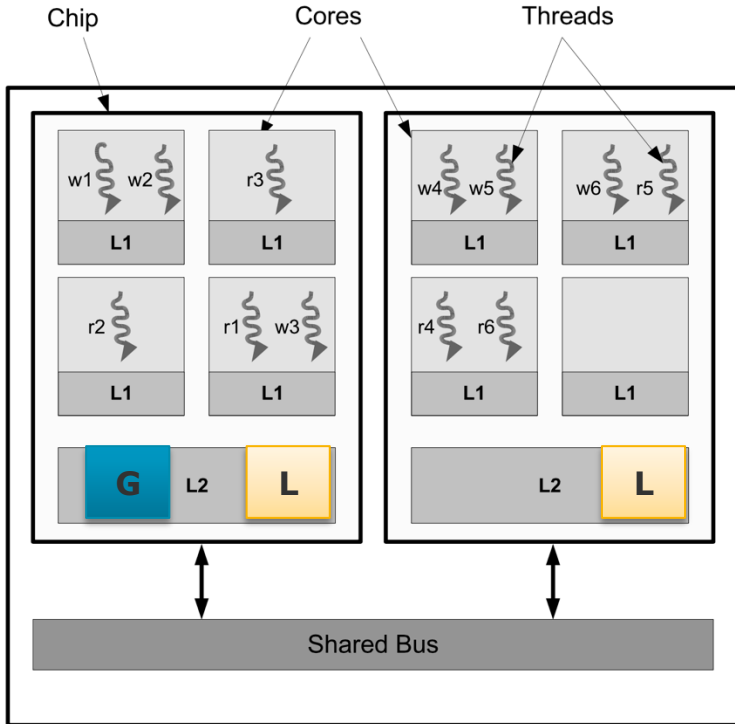 Chip Cores Threads
w1 w2 r3 w4 w5 w6 r5
L1 L1 L1 L1
r2 r1 w3 r4 r6
L1 L1 L1 L1
G L2 L L2 L
Shared Bus